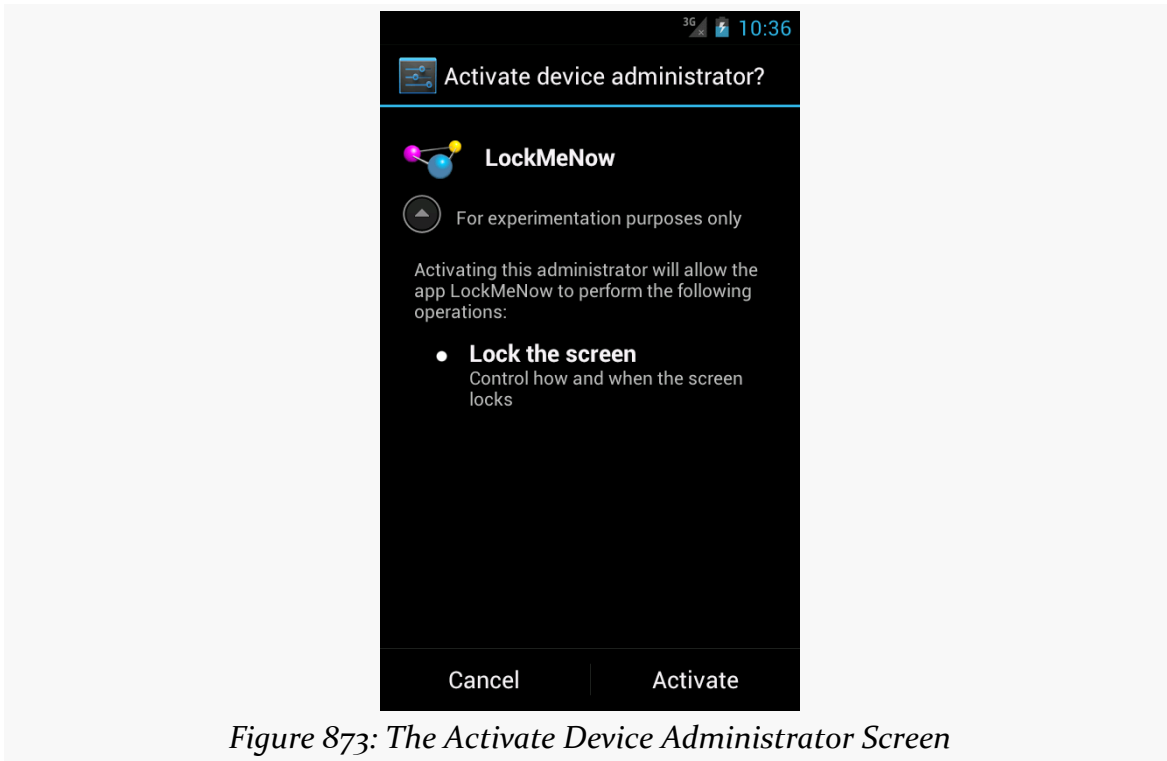 3G
10:36
Activate device administrator?
LockMeNow
For experimentation purposes only
Activating this administrator will allow the
app LockMeNow to perform the following
operations:
Lock the screen
Control how and when the screen
locks
Cancel
Activate
Figure 873: The Activate Device Administrator Screen